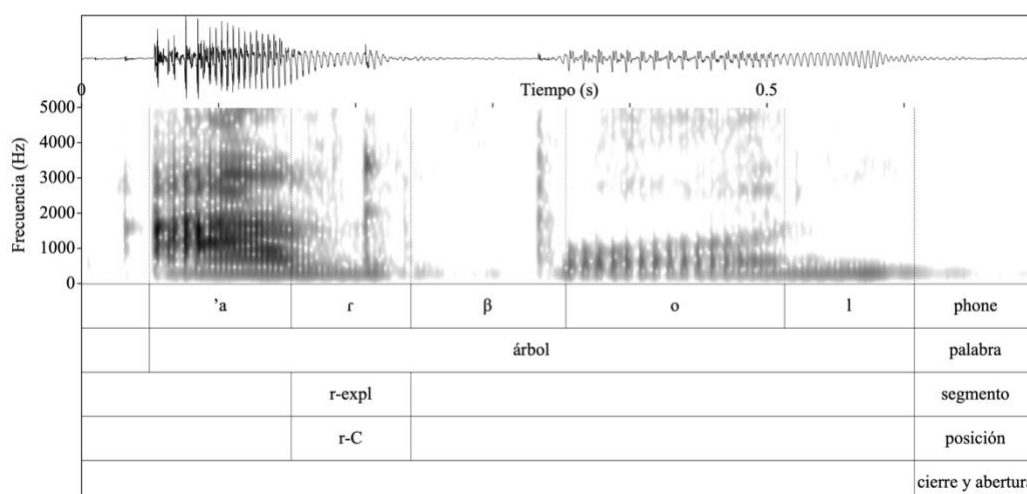 0 Tiempo (s) 0.5
5000
4000
3000
2000
1000
0
Frecuencia (Hz)
'a ɾ β o l phone
árbol palabra
r-expl segmento
r-C posición
cierre y abertura